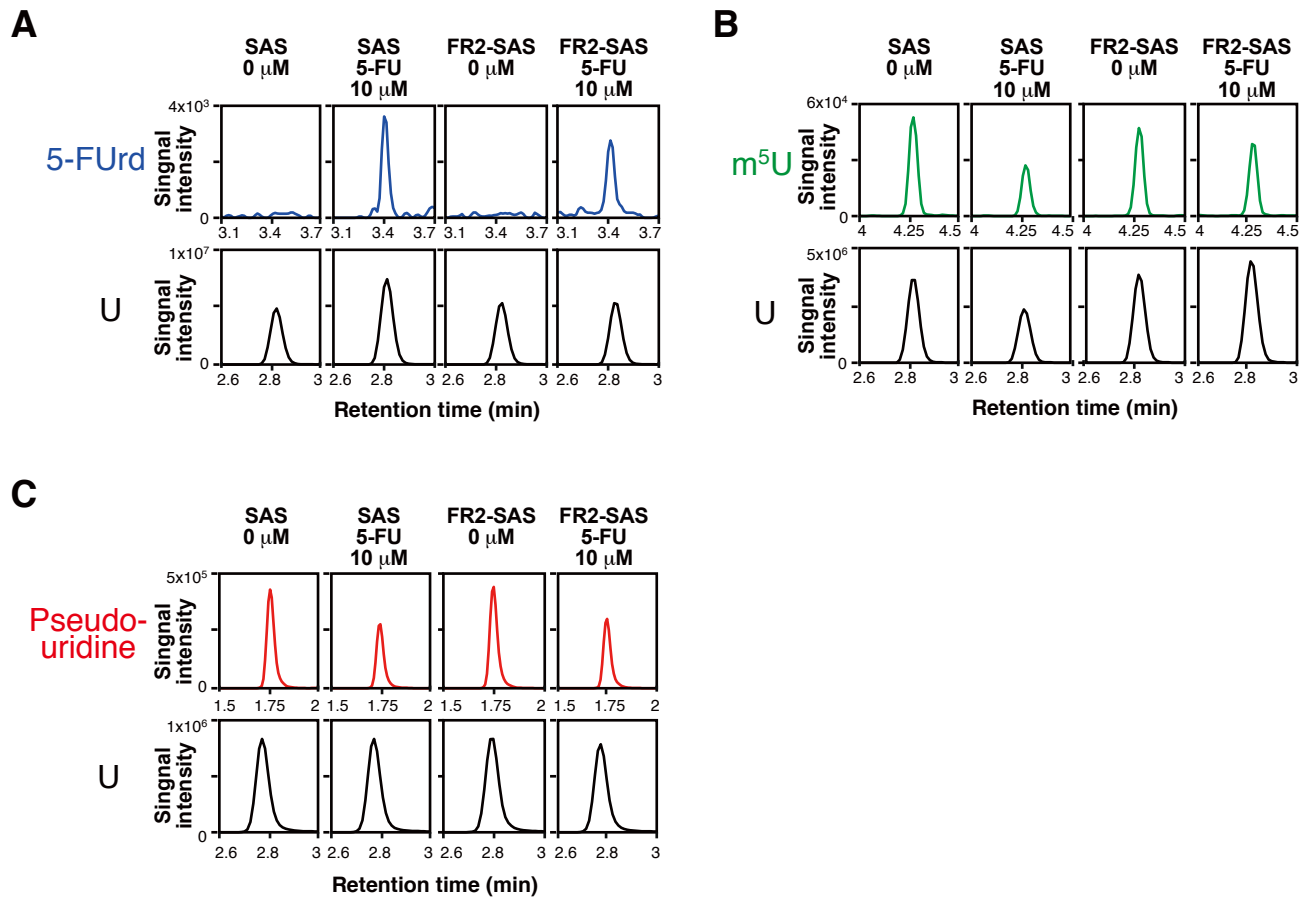 A
SAS
0 μM
SAS
5-FU
10 μM
FR2-SAS
0 μM
FR2-SAS
5-FU
10 μM
5-FUrd
Singnal
intensity
4x10³
0
3.1 3.4 3.7 3.1 3.4 3.7 3.1 3.4 3.7 3.1 3.4 3.7
U
Singnal
intensity
1x10⁷
0
2.6 2.8 3 2.6 2.8 3 2.6 2.8 3 2.6 2.8 3
Retention time (min)
B
SAS
0 μM
SAS
5-FU
10 μM
FR2-SAS
0 μM
FR2-SAS
5-FU
10 μM
m⁵U
Singnal
intensity
6x10⁴
0
4 4.25 4.5 4 4.25 4.5 4 4.25 4.5 4 4.25 4.5
U
Singnal
intensity
5x10⁶
0
2.6 2.8 3 2.6 2.8 3 2.6 2.8 3 2.6 2.8 3
Retention time (min)
C
SAS
0 μM
SAS
5-FU
10 μM
FR2-SAS
0 μM
FR2-SAS
5-FU
10 μM
Pseudo-
uridine
Singnal
intensity
5x10⁵
0
1.5 1.75 2 1.5 1.75 2 1.5 1.75 2 1.5 1.75 2
U
Singnal
intensity
1x10⁶
0
2.6 2.8 3 2.6 2.8 3 2.6 2.8 3 2.6 2.8 3
Retention time (min)